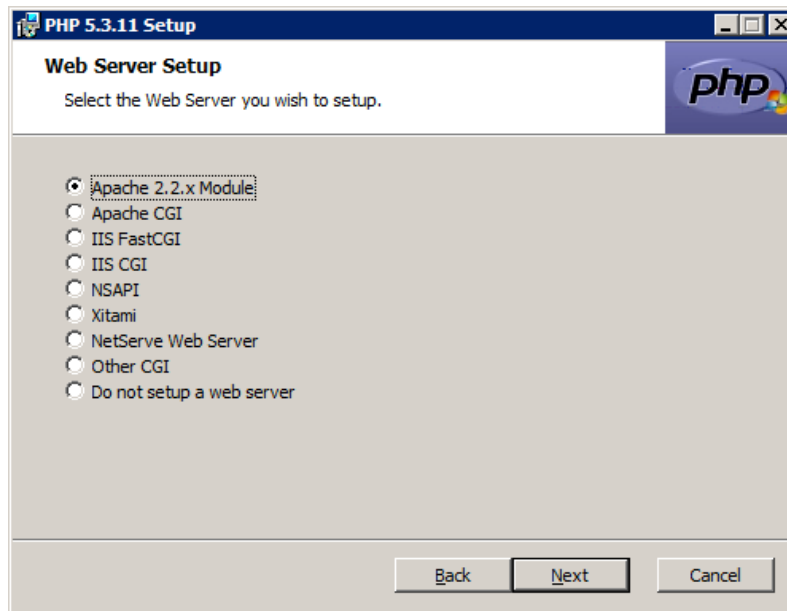 PHP 5.3.11 Setup
Web Server Setup
Select the Web Server you wish to setup.
php
Apache 2.2.x Module
Apache CGI
IIS FastCGI
IIS CGI
NSAPI
Xitami
NetServe Web Server
Other CGI
Do not setup a web server
Back Next Cancel